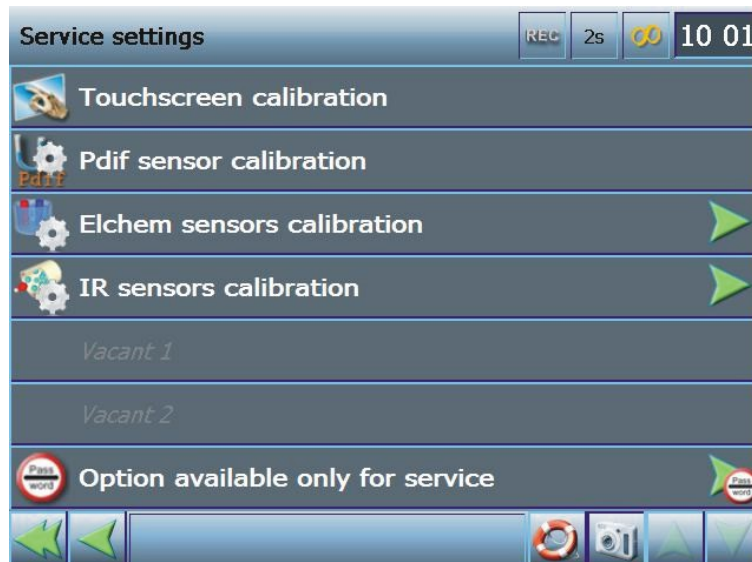 Service settings REC 2s 10 01
Touchscreen calibration
Pdif Pdif sensor calibration
Elchem sensors calibration
IR sensors calibration
Vacant 1
Vacant 2
Pass word Option available only for service Pass word